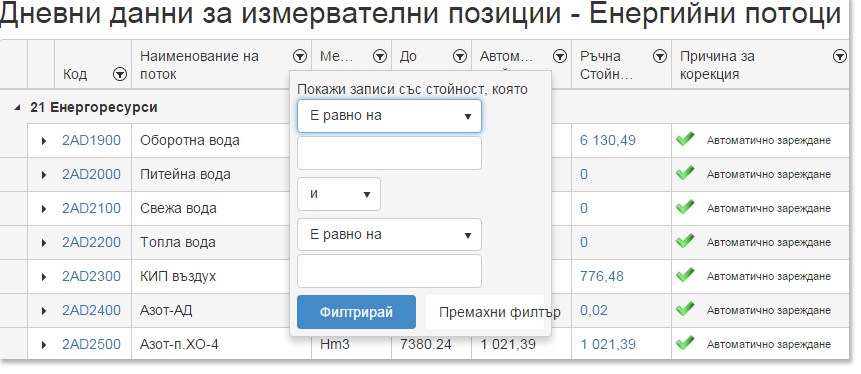 Дневни данни за измервателни позиции - Енергийни потоци
Код
Наименование на
поток
Ме...
До
Автом...
Ръчна
Стойн...
Причина за
корекция
21 Енергоресурси
2AD1900 Оборотна вода 6 130,49 Автоматично зареждане
2AD2000 Питейна вода 0 Автоматично зареждане
2AD2100 Свежа вода 0 Автоматично зареждане
2AD2200 Топла вода 0 Автоматично зареждане
2AD2300 КИП въздух 776,48 Автоматично зареждане
2AD2400 Азот-АД 0,02 Автоматично зареждане
2AD2500 Азот-п.ХО-4 Hm3 7380.24 1 021,39 1 021,39 Автоматично зареждане
Покажи записи със стойност, която
Е равно на
и
Е равно на
Филтрирай Премахни филтър